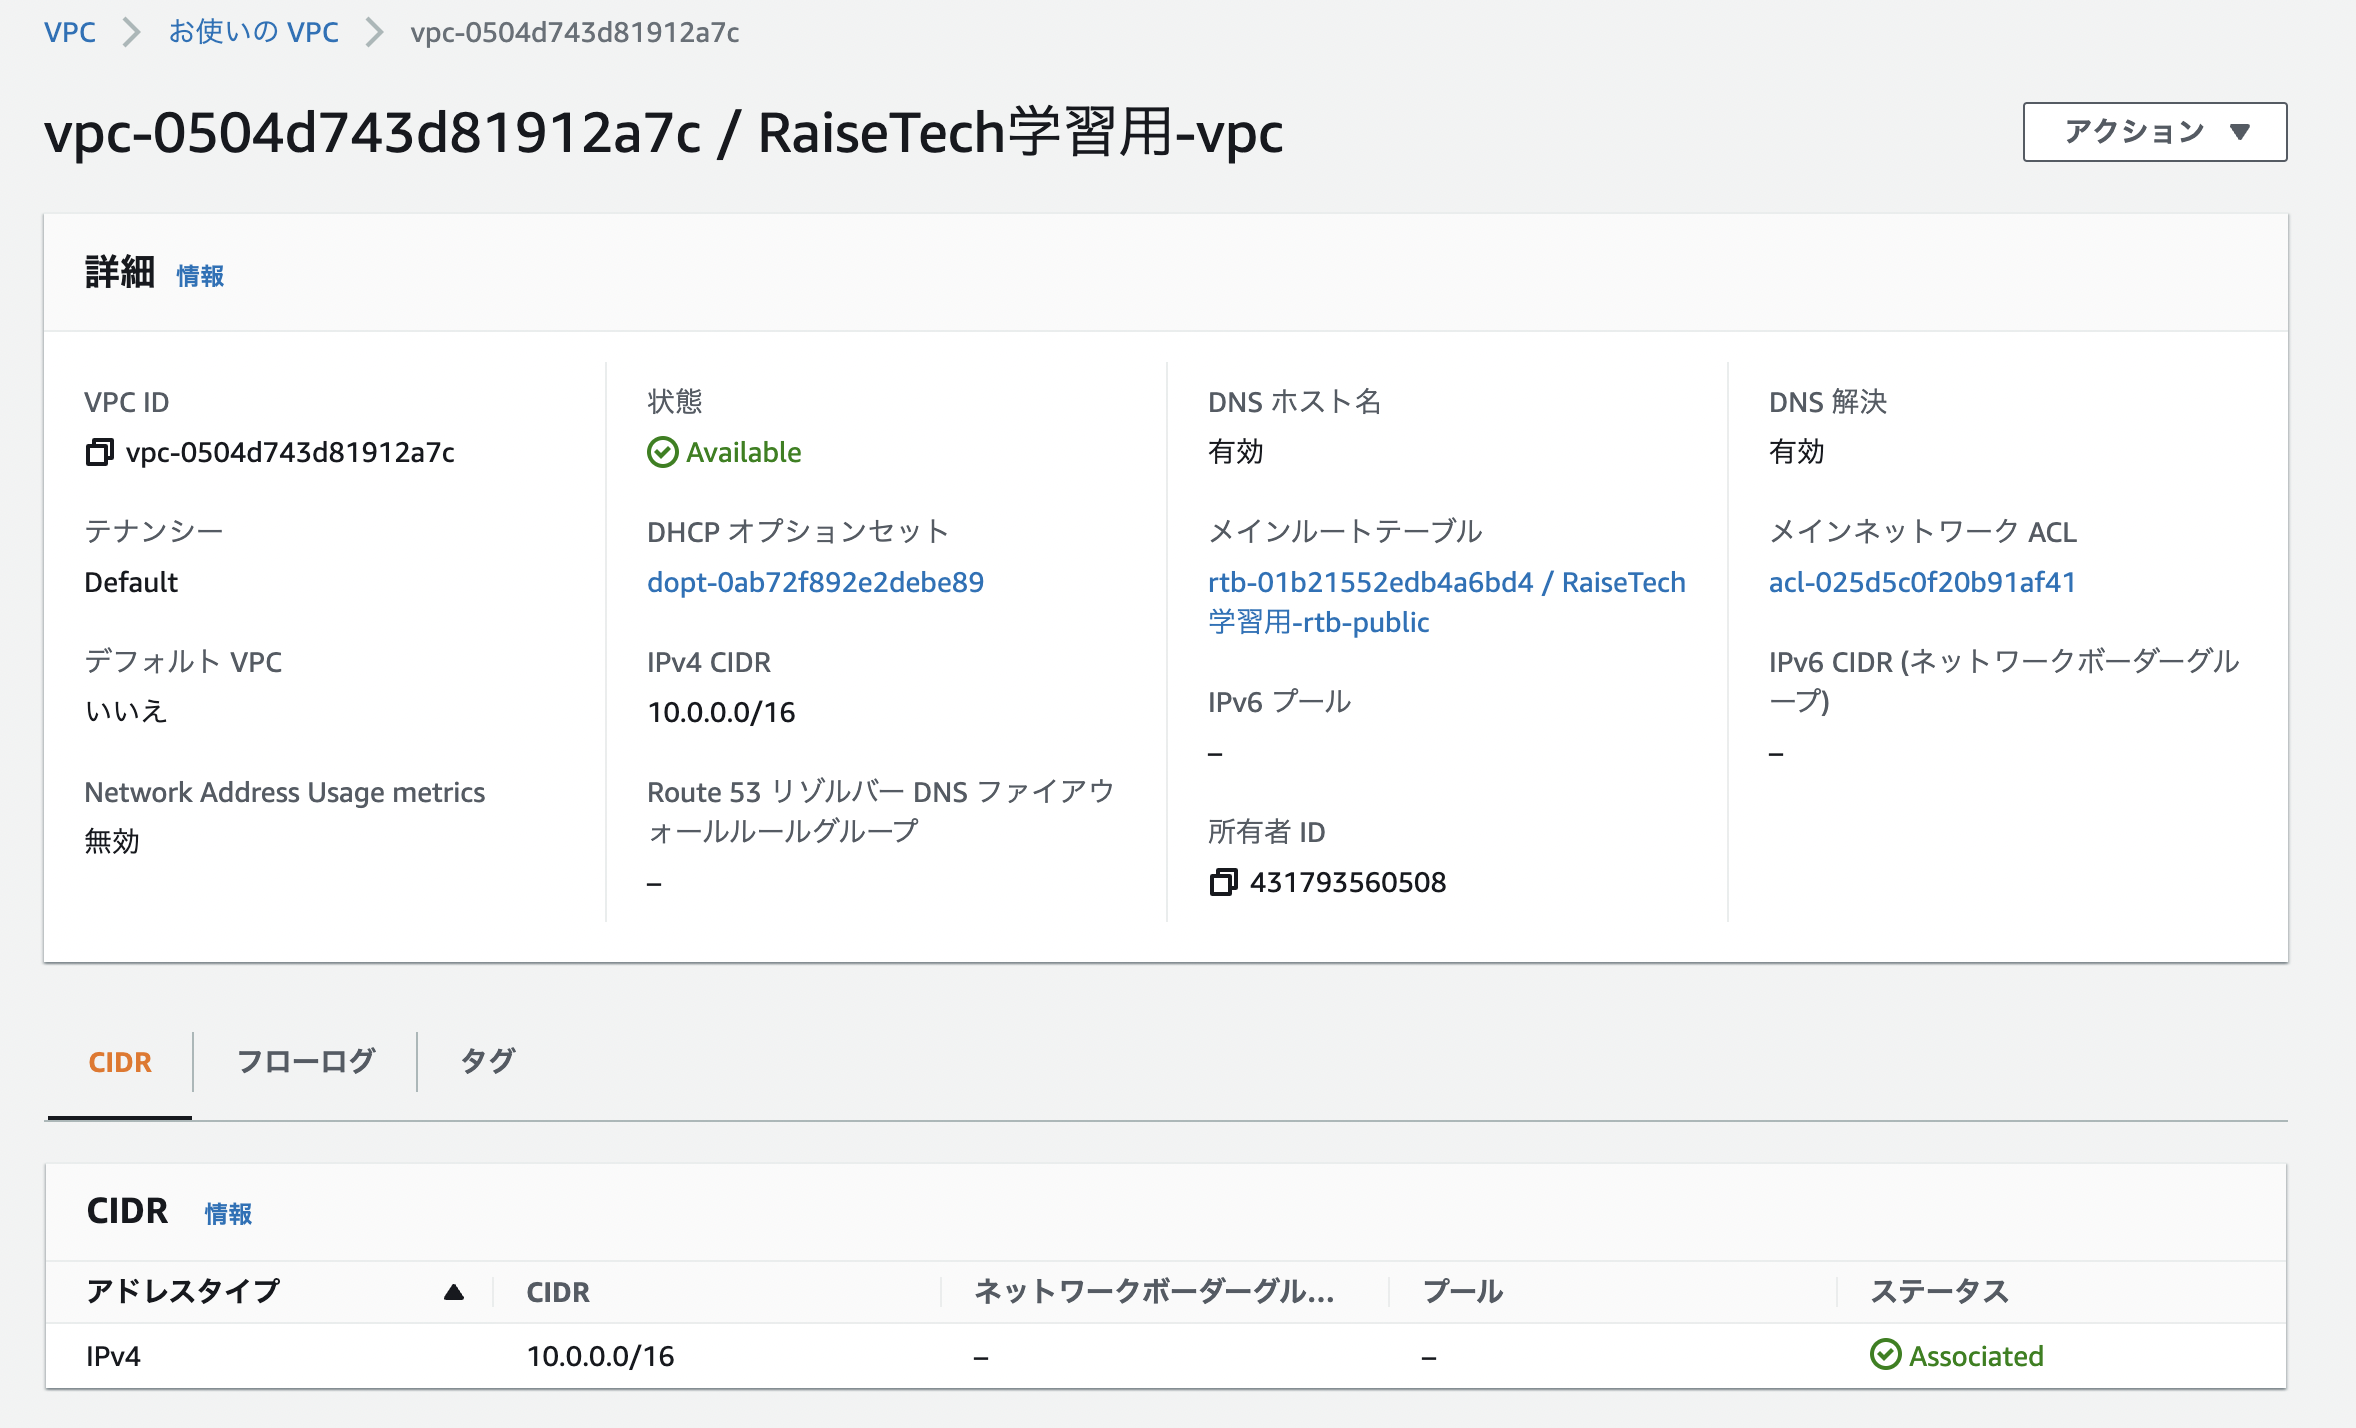 VPC > お使いの VPC > vpc-0504d743d81912a7c
vpc-0504d743d81912a7c / RaiseTech学習用-vpc
アクション ▼
詳細 情報
VPC ID
vpc-0504d743d81912a7c
テナンシー
Default
デフォルト VPC
いいえ
Network Address Usage metrics
無効
状態
Available
DHCP オプションセット
dopt-0ab72f892e2debe89
IPv4 CIDR
10.0.0.0/16
Route 53 リゾルバー DNS ファイアウ
ォールルールグループ
–
DNS ホスト名
有効
メインルートテーブル
rtb-01b21552edb4a6bd4 / RaiseTech
学習用-rtb-public
IPv6 プール
–
所有者 ID
431793560508
DNS 解決
有効
メインネットワーク ACL
acl-025d5c0f20b91af41
IPv6 CIDR (ネットワークボーダーグル
ープ)
–
CIDR フローログ タグ
CIDR 情報
アドレスタイプ ▲ CIDR ネットワークボーダーグル... プール ステータス
IPv4 10.0.0.0/16 – – Associated